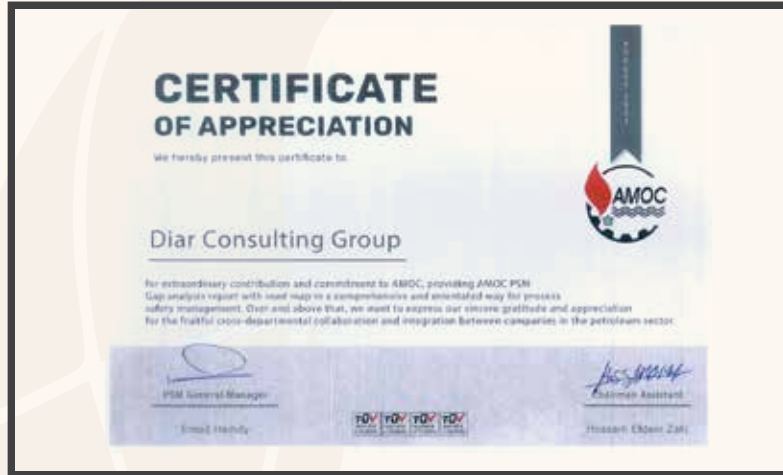 CERTIFICATE
OF APPRECIATION
We hereby present this certificate to
AMOC
Diar Consulting Group
For extraordinary contribution and commitment to AMOC, providing AMOC PSM
Gap analysis report with road map in a comprehensive and orientated way for process
safety management. Over and above that, we want to express our sincere gratitude and appreciation
for the fruitful cross-departmental collaboration and integration between companies in the petroleum sector.
PSM General Manager
Chairman Assistant
Emad Hamdy
TÜV TÜV TÜV TÜV
Hossam Eldeen Zaki